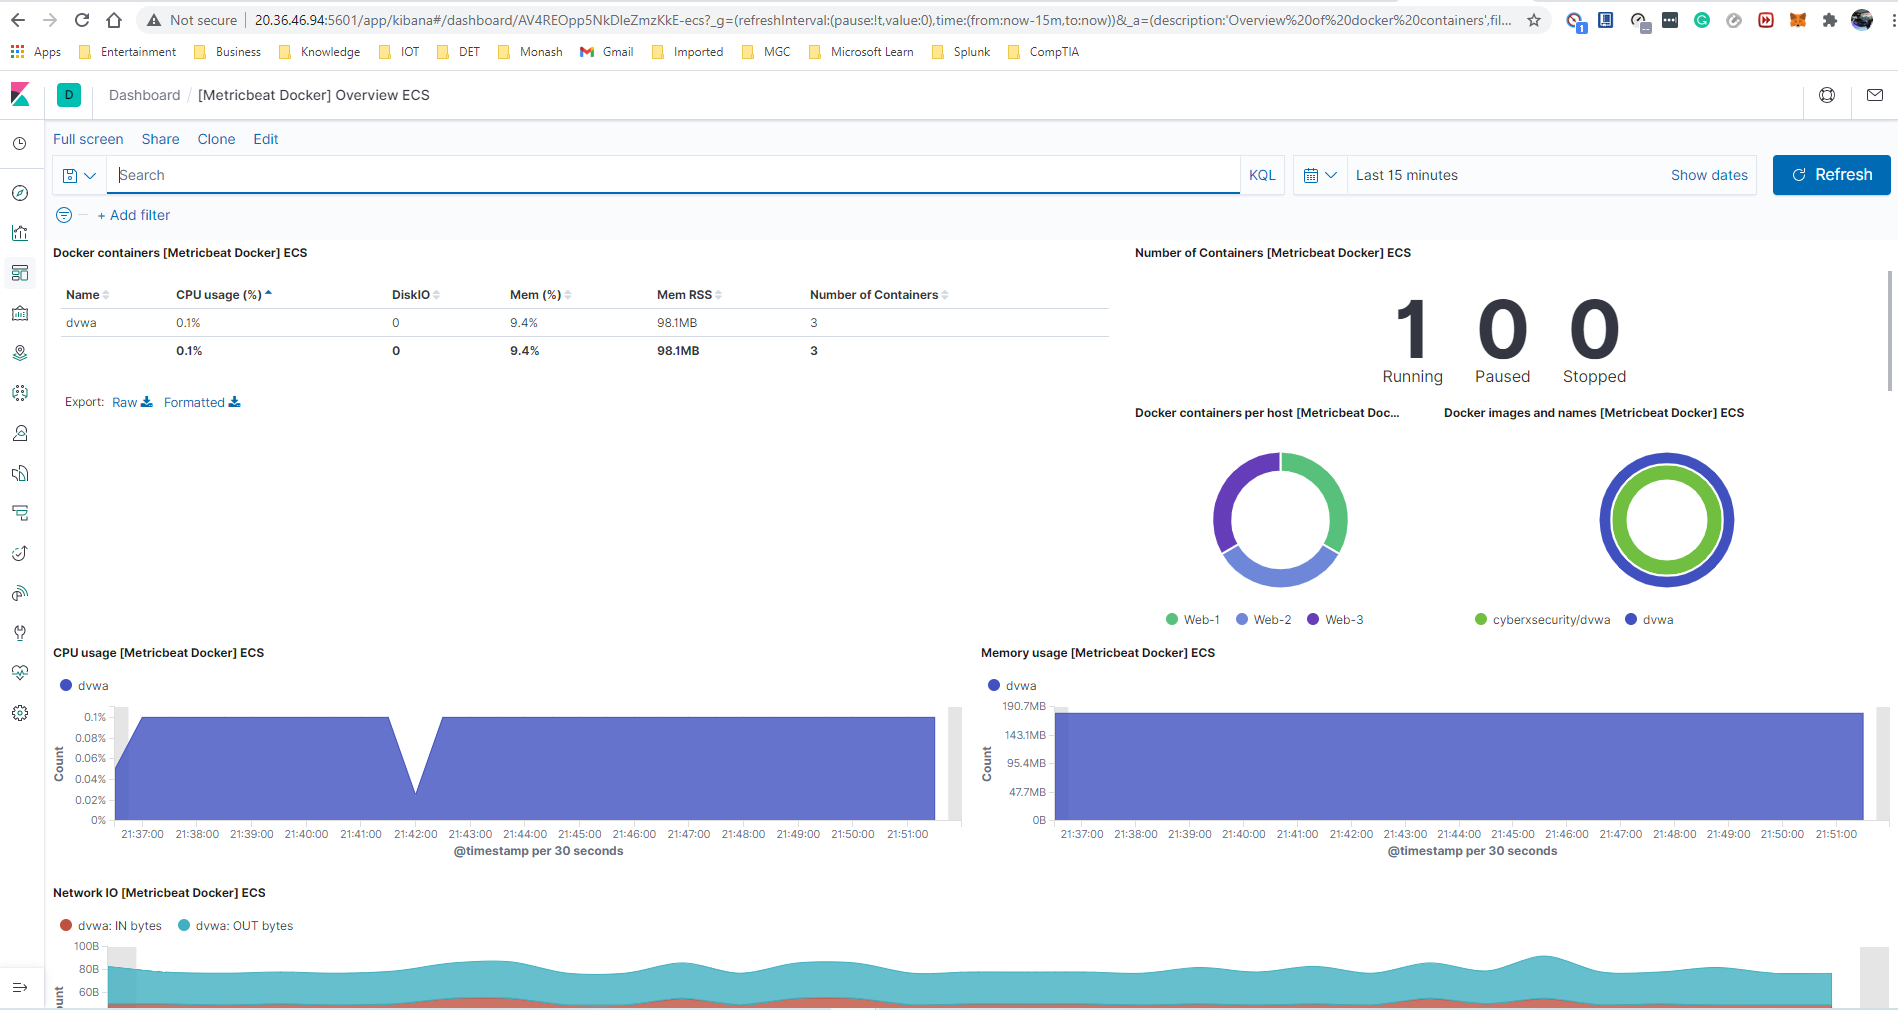 Not secure 20.36.46.94:5601/app/kibana#/dashboard/AV4REOpp5NkDleZmzKkE-ecs?_g=(refreshInterval:(pause:!t,value:0),time:(from:now-15m,to:now))&_a=(description:'Overview%20of%20docker%20containers',fil...
1
Apps Entertainment Business Knowledge IOT DET Monash Gmail Imported MGC Microsoft Learn Splunk CompTIA
D Dashboard / [Metricbeat Docker] Overview ECS
Full screen Share Clone Edit
Search KQL Last 15 minutes Show dates Refresh
+ Add filter
Docker containers [Metricbeat Docker] ECS
Name CPU usage (%) DiskIO Mem (%) Mem RSS Number of Containers
dvwa 0.1% 0 9.4% 98.1MB 3
0.1% 0 9.4% 98.1MB 3
Export: Raw Formatted
Number of Containers [Metricbeat Docker] ECS
1 0 0
Running Paused Stopped
Docker containers per host [Metricbeat Doc...
Web-1 Web-2 Web-3
Docker images and names [Metricbeat Docker] ECS
cyberxsecurity/dvwa dvwa
CPU usage [Metricbeat Docker] ECS
dvwa
0.1%
0.08%
0.06%
0.04%
0.02%
0%
Count
21:37:00 21:38:00 21:39:00 21:40:00 21:41:00 21:42:00 21:43:00 21:44:00 21:45:00 21:46:00 21:47:00 21:48:00 21:49:00 21:50:00 21:51:00
@timestamp per 30 seconds
Memory usage [Metricbeat Docker] ECS
dvwa
190.7MB
143.1MB
95.4MB
47.7MB
0B
Count
21:37:00 21:38:00 21:39:00 21:40:00 21:41:00 21:42:00 21:43:00 21:44:00 21:45:00 21:46:00 21:47:00 21:48:00 21:49:00 21:50:00 21:51:00
@timestamp per 30 seconds
Network IO [Metricbeat Docker] ECS
dvwa: IN bytes dvwa: OUT bytes
100B
80B
60B
unt